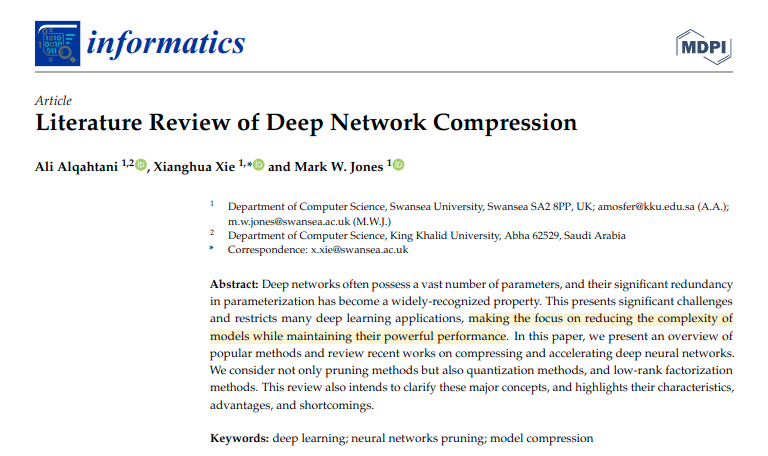 informatics
MDPI
Article
Literature Review of Deep Network Compression
Ali Alqahtani 1,2 iD, Xianghua Xie 1,* iD and Mark W. Jones 1 iD
1 Department of Computer Science, Swansea University, Swansea SA2 8PP, UK; amosfer@kku.edu.sa (A.A.);
m.w.jones@swansea.ac.uk (M.W.J.)
2 Department of Computer Science, King Khalid University, Abha 62529, Saudi Arabia
* Correspondence: x.xie@swansea.ac.uk
Abstract: Deep networks often possess a vast number of parameters, and their significant redundancy
in parameterization has become a widely-recognized property. This presents significant challenges
and restricts many deep learning applications, making the focus on reducing the complexity of
models while maintaining their powerful performance. In this paper, we present an overview of
popular methods and review recent works on compressing and accelerating deep neural networks.
We consider not only pruning methods but also quantization methods, and low-rank factorization
methods. This review also intends to clarify these major concepts, and highlights their characteristics,
advantages, and shortcomings.
Keywords: deep learning; neural networks pruning; model compression